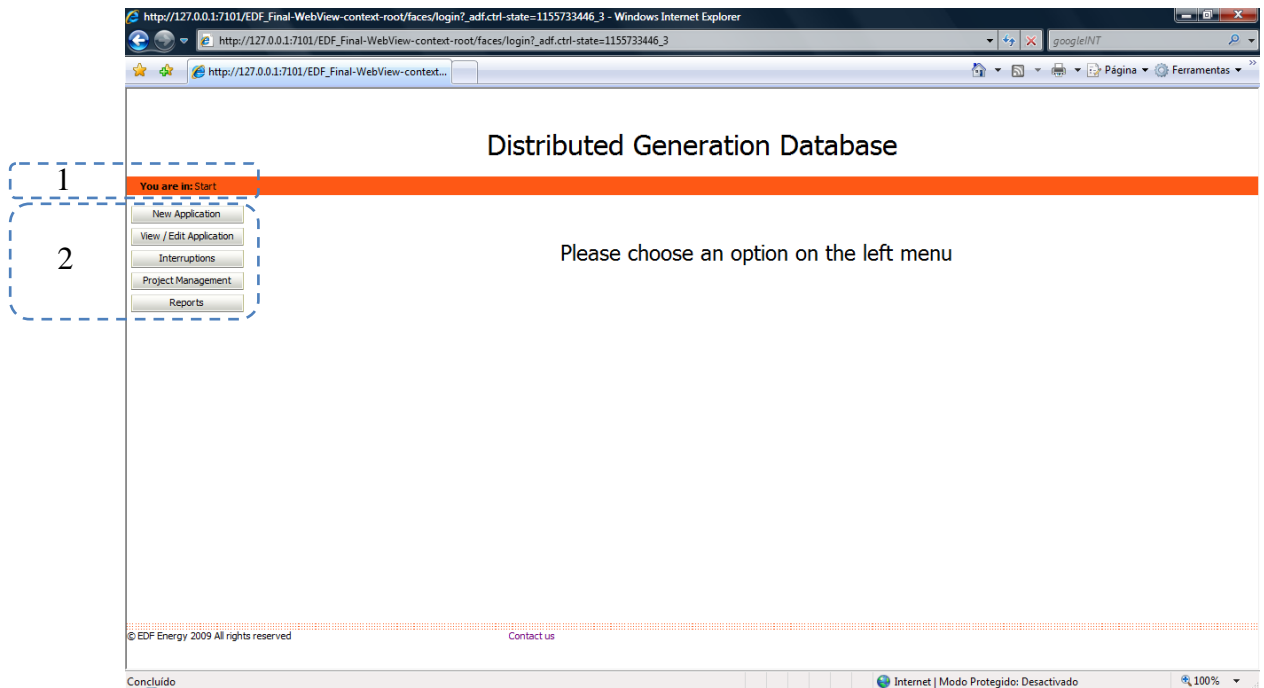 http://127.0.0.1:7101/EDF_Final-WebView-context-root/faces/login?_adf.ctrl-state=1155733446_3 - Windows Internet Explorer
http://127.0.0.1:7101/EDF_Final-WebView-context-root/faces/login?_adf.ctrl-state=1155733446_3 googleINT
http://127.0.0.1:7101/EDF_Final-WebView-context... Página Ferramentas »
Distributed Generation Database
1 You are in: Start
2
New Application
View / Edit Application
Interruptions
Project Management
Reports
Please choose an option on the left menu
© EDF Energy 2009 All rights reserved Contact us
Concluído Internet | Modo Protegido: Desactivado 100%